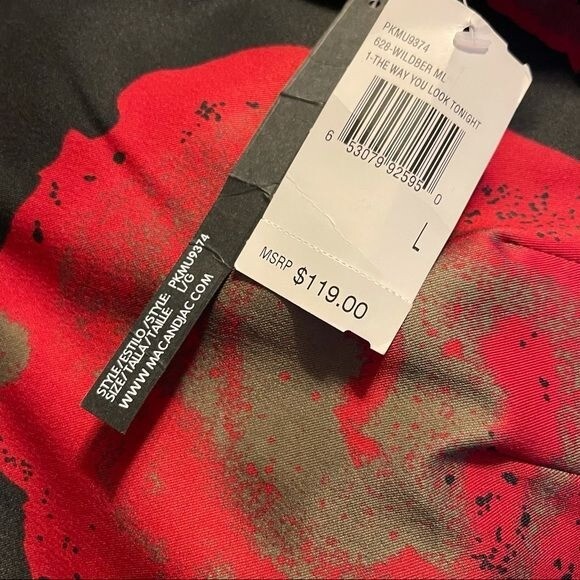 PKMU9374
628-WILDBER ML
1-THE WAY YOU LOOK TONIGHT
6 53079 92595 0
L
MSRP $119.00
STYLE/ESTILO/STYLE: PKMU9374
SIZE/TALLA/TAILLE: L/G
WWW.MACANDJAC.COM